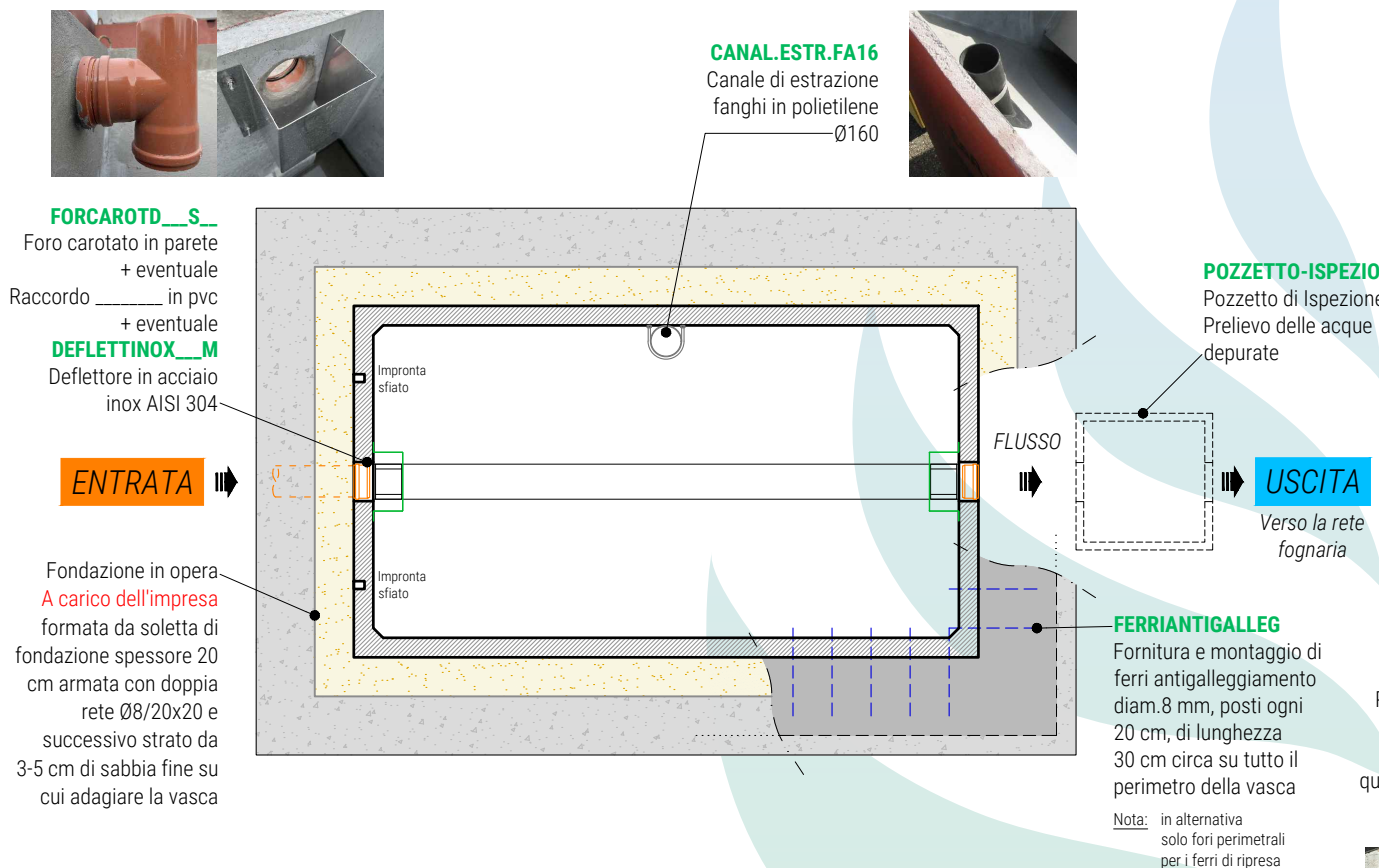 CANAL.ESTR.FA16
Canale di estrazione
fanghi in polietilene
Ø160
FORCAROTD___S__
Foro carotato in parete
+ eventuale
Raccordo ________ in pvc
+ eventuale
DEFLETTINOX___M
Deflettore in acciaio
inox AISI 304
ENTRATA
Fondazione in opera
A carico dell'impresa
formata da soletta di
fondazione spessore 20
cm armata con doppia
rete Ø8/20x20 e
successivo strato da
3-5 cm di sabbia fine su
cui adagiare la vasca
Impronta
sfiato
Impronta
sfiato
FLUSSO
POZZETTO-ISPEZIO
Pozzetto di Ispezione
Prelievo delle acque
depurate
USCITA
Verso la rete
fognaria
FERRIANTIGALLEG
Fornitura e montaggio di
ferri antigalleggiamento
diam.8 mm, posti ogni
20 cm, di lunghezza
30 cm circa su tutto il
perimetro della vasca
Nota: in alternativa
solo fori perimetrali
per i ferri di ripresa
qu